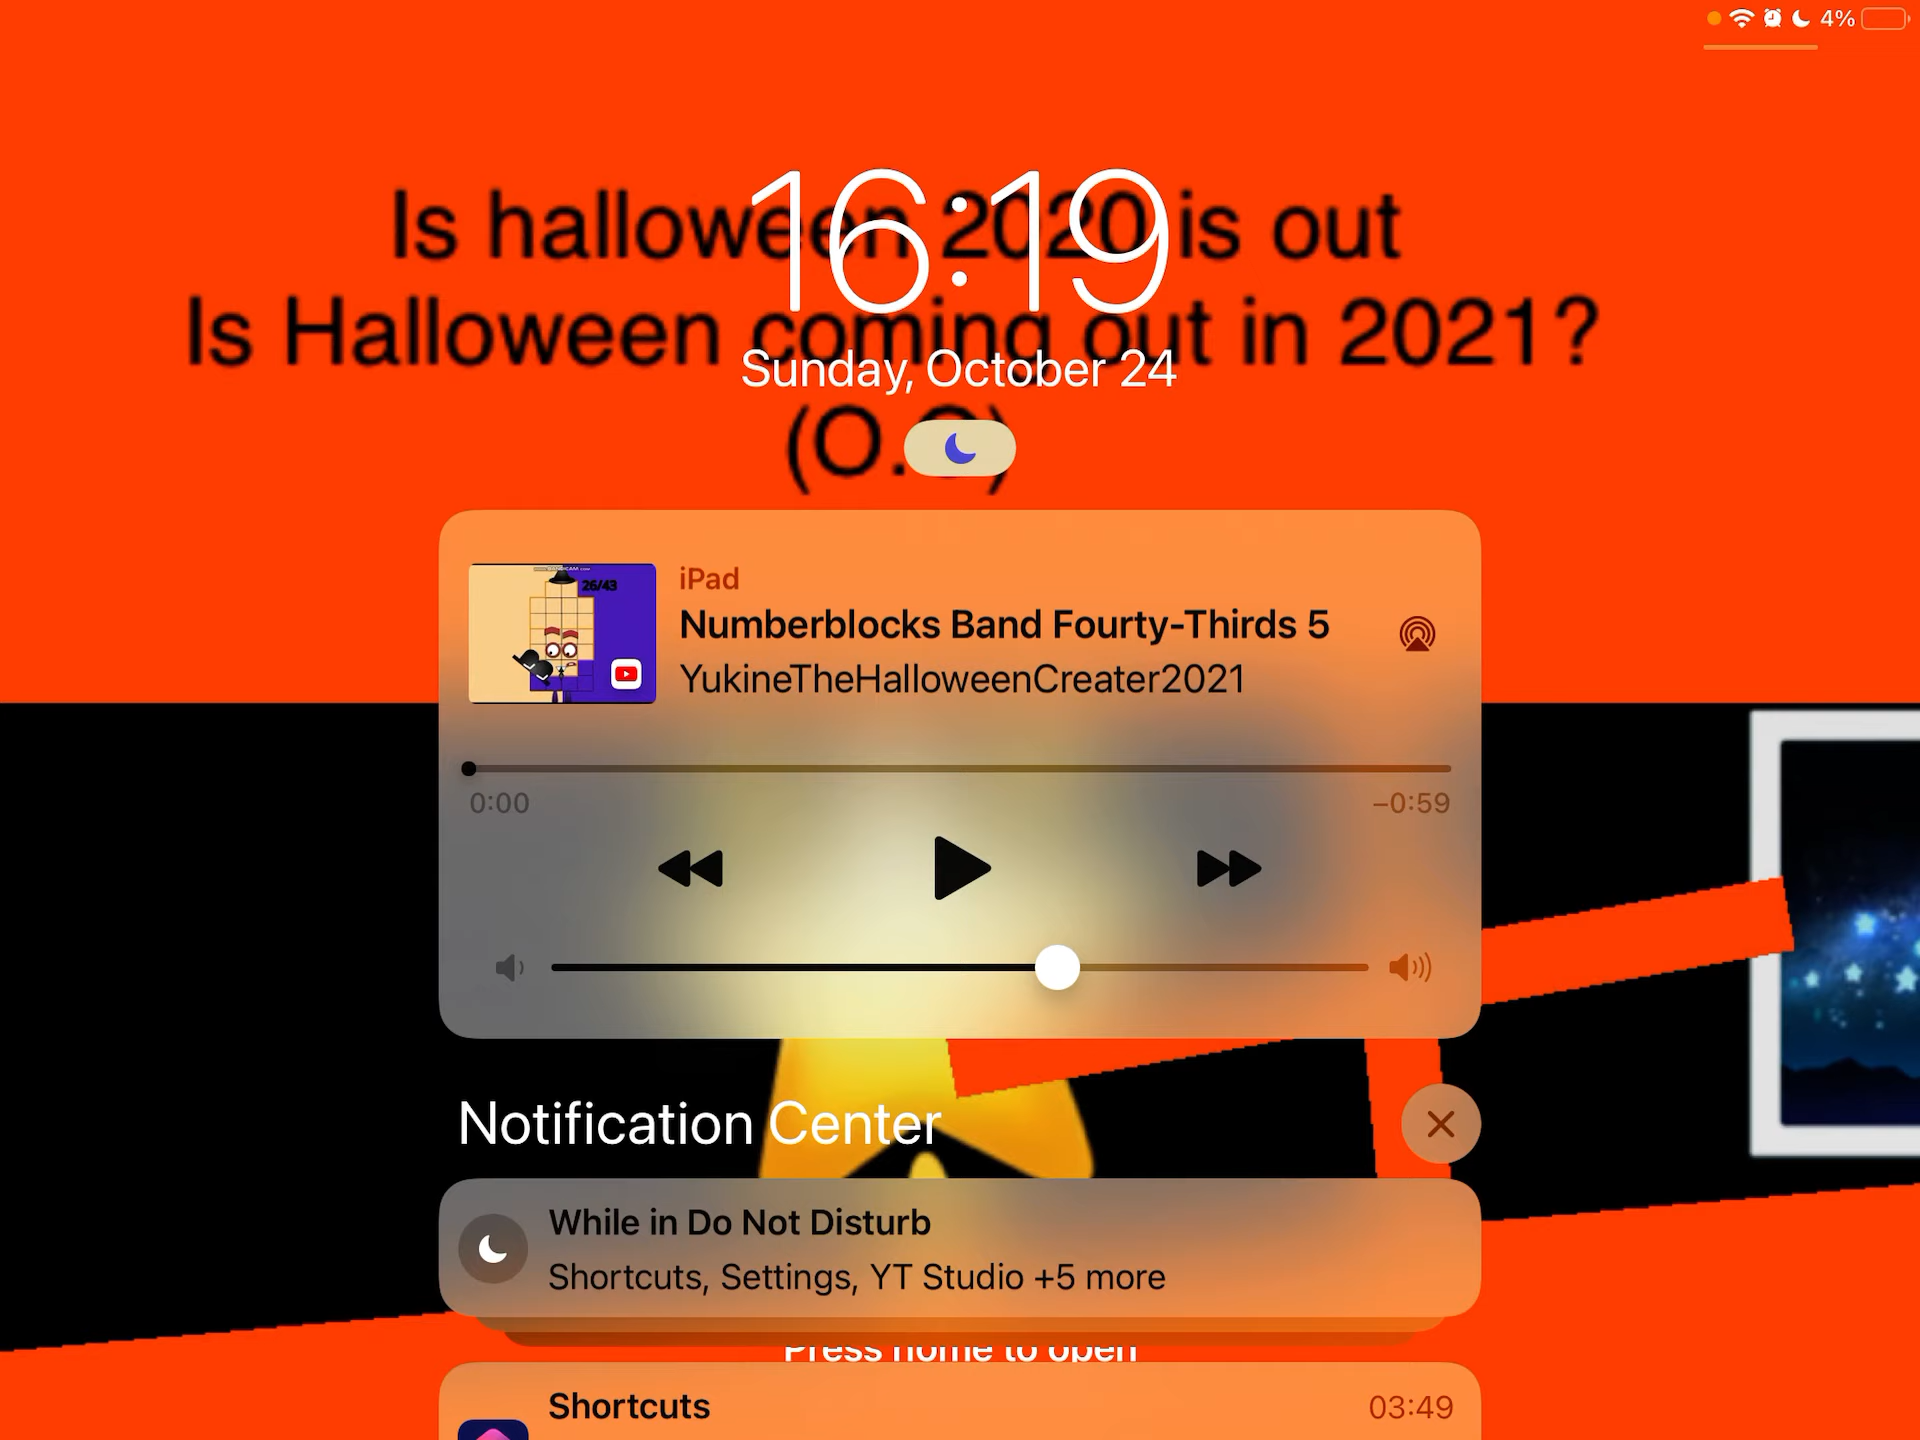 4%
Is halloween 2020 is out
16:19
Is Halloween coming out in 2021?
Sunday, October 24
(O.
26/43
iPad
Numberblocks Band Fourty-Thirds 5
YukineTheHalloweenCreater2021
0:00
−0:59
Notification Center
While in Do Not Disturb
Shortcuts, Settings, YT Studio +5 more
Press home to open
Shortcuts
03:49